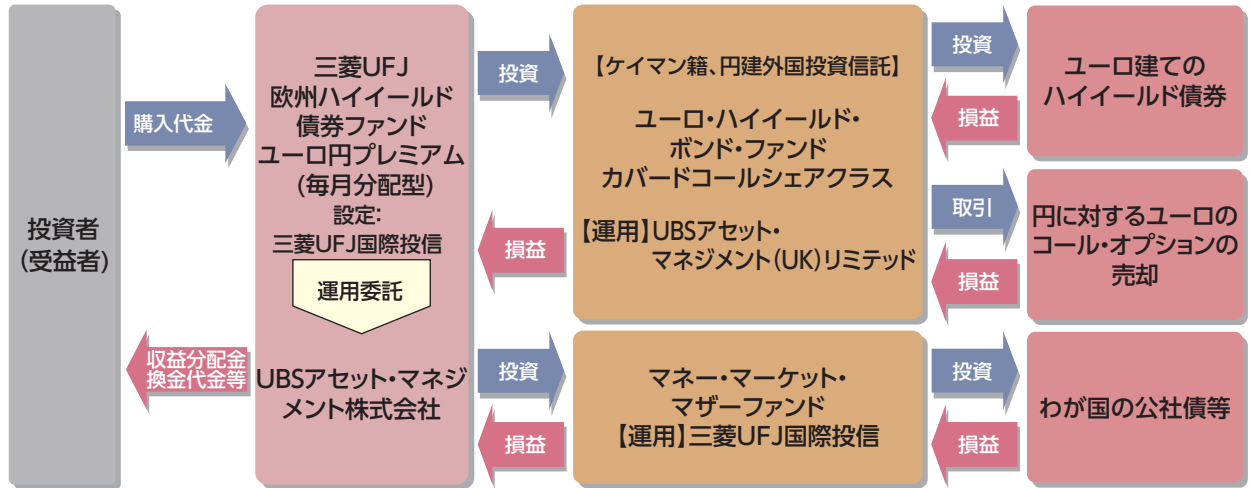 投資者
(受益者)
購入代金
収益分配金
換金代金等
三菱UFJ
欧州ハイイールド
債券ファンド
ユーロ円プレミアム
(毎月分配型)
設定:
三菱UFJ国際投信
運用委託
UBSアセット・マネジ
メント株式会社
投資
損益
投資
損益
【ケイマン籍、円建外国投資信託】
ユーロ・ハイイールド・
ボンド・ファンド
カバードコールシェアクラス
【運用】UBSアセット・
マネジメント(UK)リミテッド
マネー・マーケット・
マザーファンド
【運用】三菱UFJ国際投信
投資
損益
取引
損益
投資
損益
ユーロ建ての
ハイイールド債券
円に対するユーロの
コール・オプションの
売却
わが国の公社債等